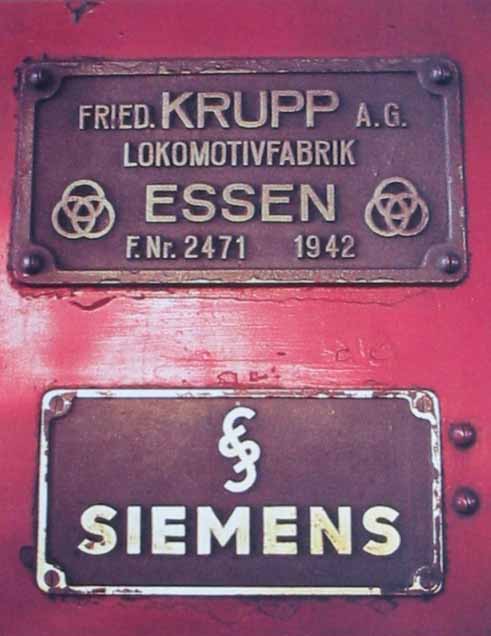 FRIED. KRUPP A.G.
LOKOMOTIVFABRIK
ESSEN
F. Nr. 2471 1942
SIEMENS